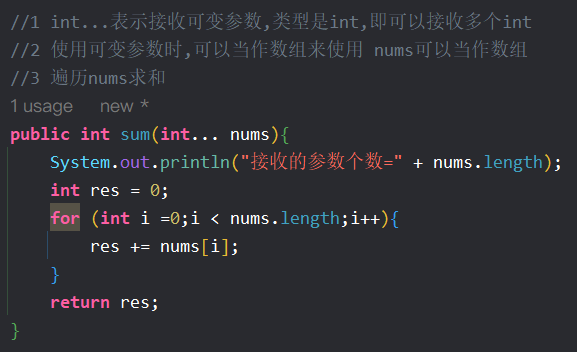 //1 int...表示接收可变参数,类型是int,即可以接收多个int
//2 使用可变参数时,可以当作数组来使用 nums可以当作数组
//3 遍历nums求和
1 usage new *
public int sum(int... nums){
System.out.println("接收的参数个数=" + nums.length);
int res = 0;
for (int i =0;i < nums.length;i++){
res += nums[i];
}
return res;
}